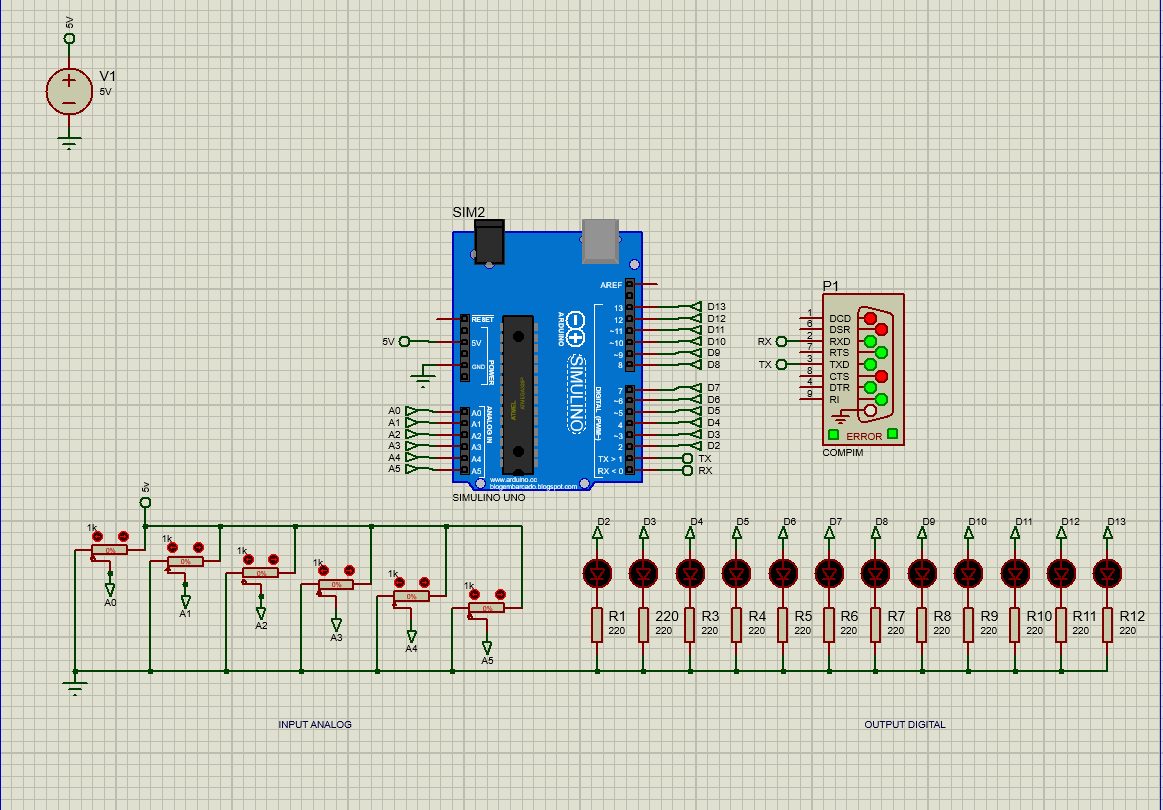 5V
V1
5V
SIM2
AREF
13
12
~11
~10
~9
8
7
~6
~5
4
~3
2
TX > 1
RX < 0
D13
D12
D11
D10
D9
D8
D7
D6
D5
D4
D3
D2
TX
RX
RESET
5V
GND
POWER
5V
A0
A1
A2
A3
A4
A5
A0
A1
A2
A3
A4
A5
ANALOG IN
ARDUINO
SIMULINO
DIGITAL (PWM~)
ATMEL
www.arduino.cc
blogembarcado.blogspot.com
SIMULINO UNO
P1
1
6
2
7
3
8
4
9
DCD
DSR
RXD
RTS
TXD
CTS
DTR
RI
RX
TX
ERROR
COMPIM
5v
1k
0%
A0
1k
0%
A1
1k
0%
A2
1k
0%
A3
1k
0%
A4
1k
0%
A5
D2 D3 D4 D5 D6 D7 D8 D9 D10 D11 D12 D13
R1 220 R3 R4 R5 R6 R7 R8 R9 R10 R11 R12
220 220 220 220 220 220 220 220 220 220 220 220
INPUT ANALOG
OUTPUT DIGITAL